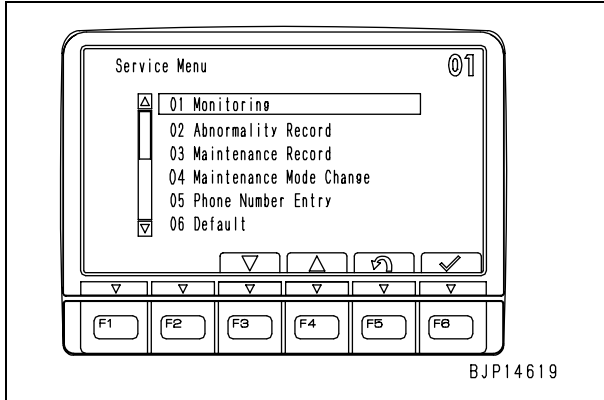 Service Menu 01
01 Monitoring
02 Abnormality Record
03 Maintenance Record
04 Maintenance Mode Change
05 Phone Number Entry
06 Default
F1 F2 F3 F4 F5 F6
BJP14619